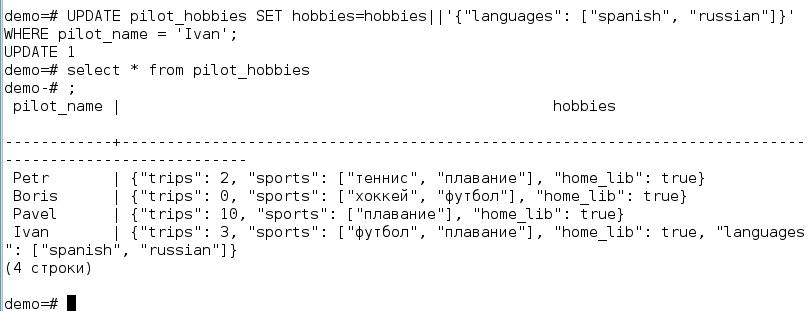 demo=# UPDATE pilot_hobbies SET hobbies=hobbies||'{"languages": ["spanish", "russian"]}'
WHERE pilot_name = 'Ivan';
UPDATE 1
demo=# select * from pilot_hobbies
demo-# ;
 pilot_name |                                                hobbies

------------+----------------------------------------------------------------------------
---------------------------
 Petr       | {"trips": 2, "sports": ["теннис", "плавание"], "home_lib": true}
 Boris      | {"trips": 0, "sports": ["хоккей", "футбол"], "home_lib": true}
 Pavel      | {"trips": 10, "sports": ["плавание"], "home_lib": true}
 Ivan       | {"trips": 3, "sports": ["футбол", "плавание"], "home_lib": true, "languages
": ["spanish", "russian"]}
(4 строки)

demo=#